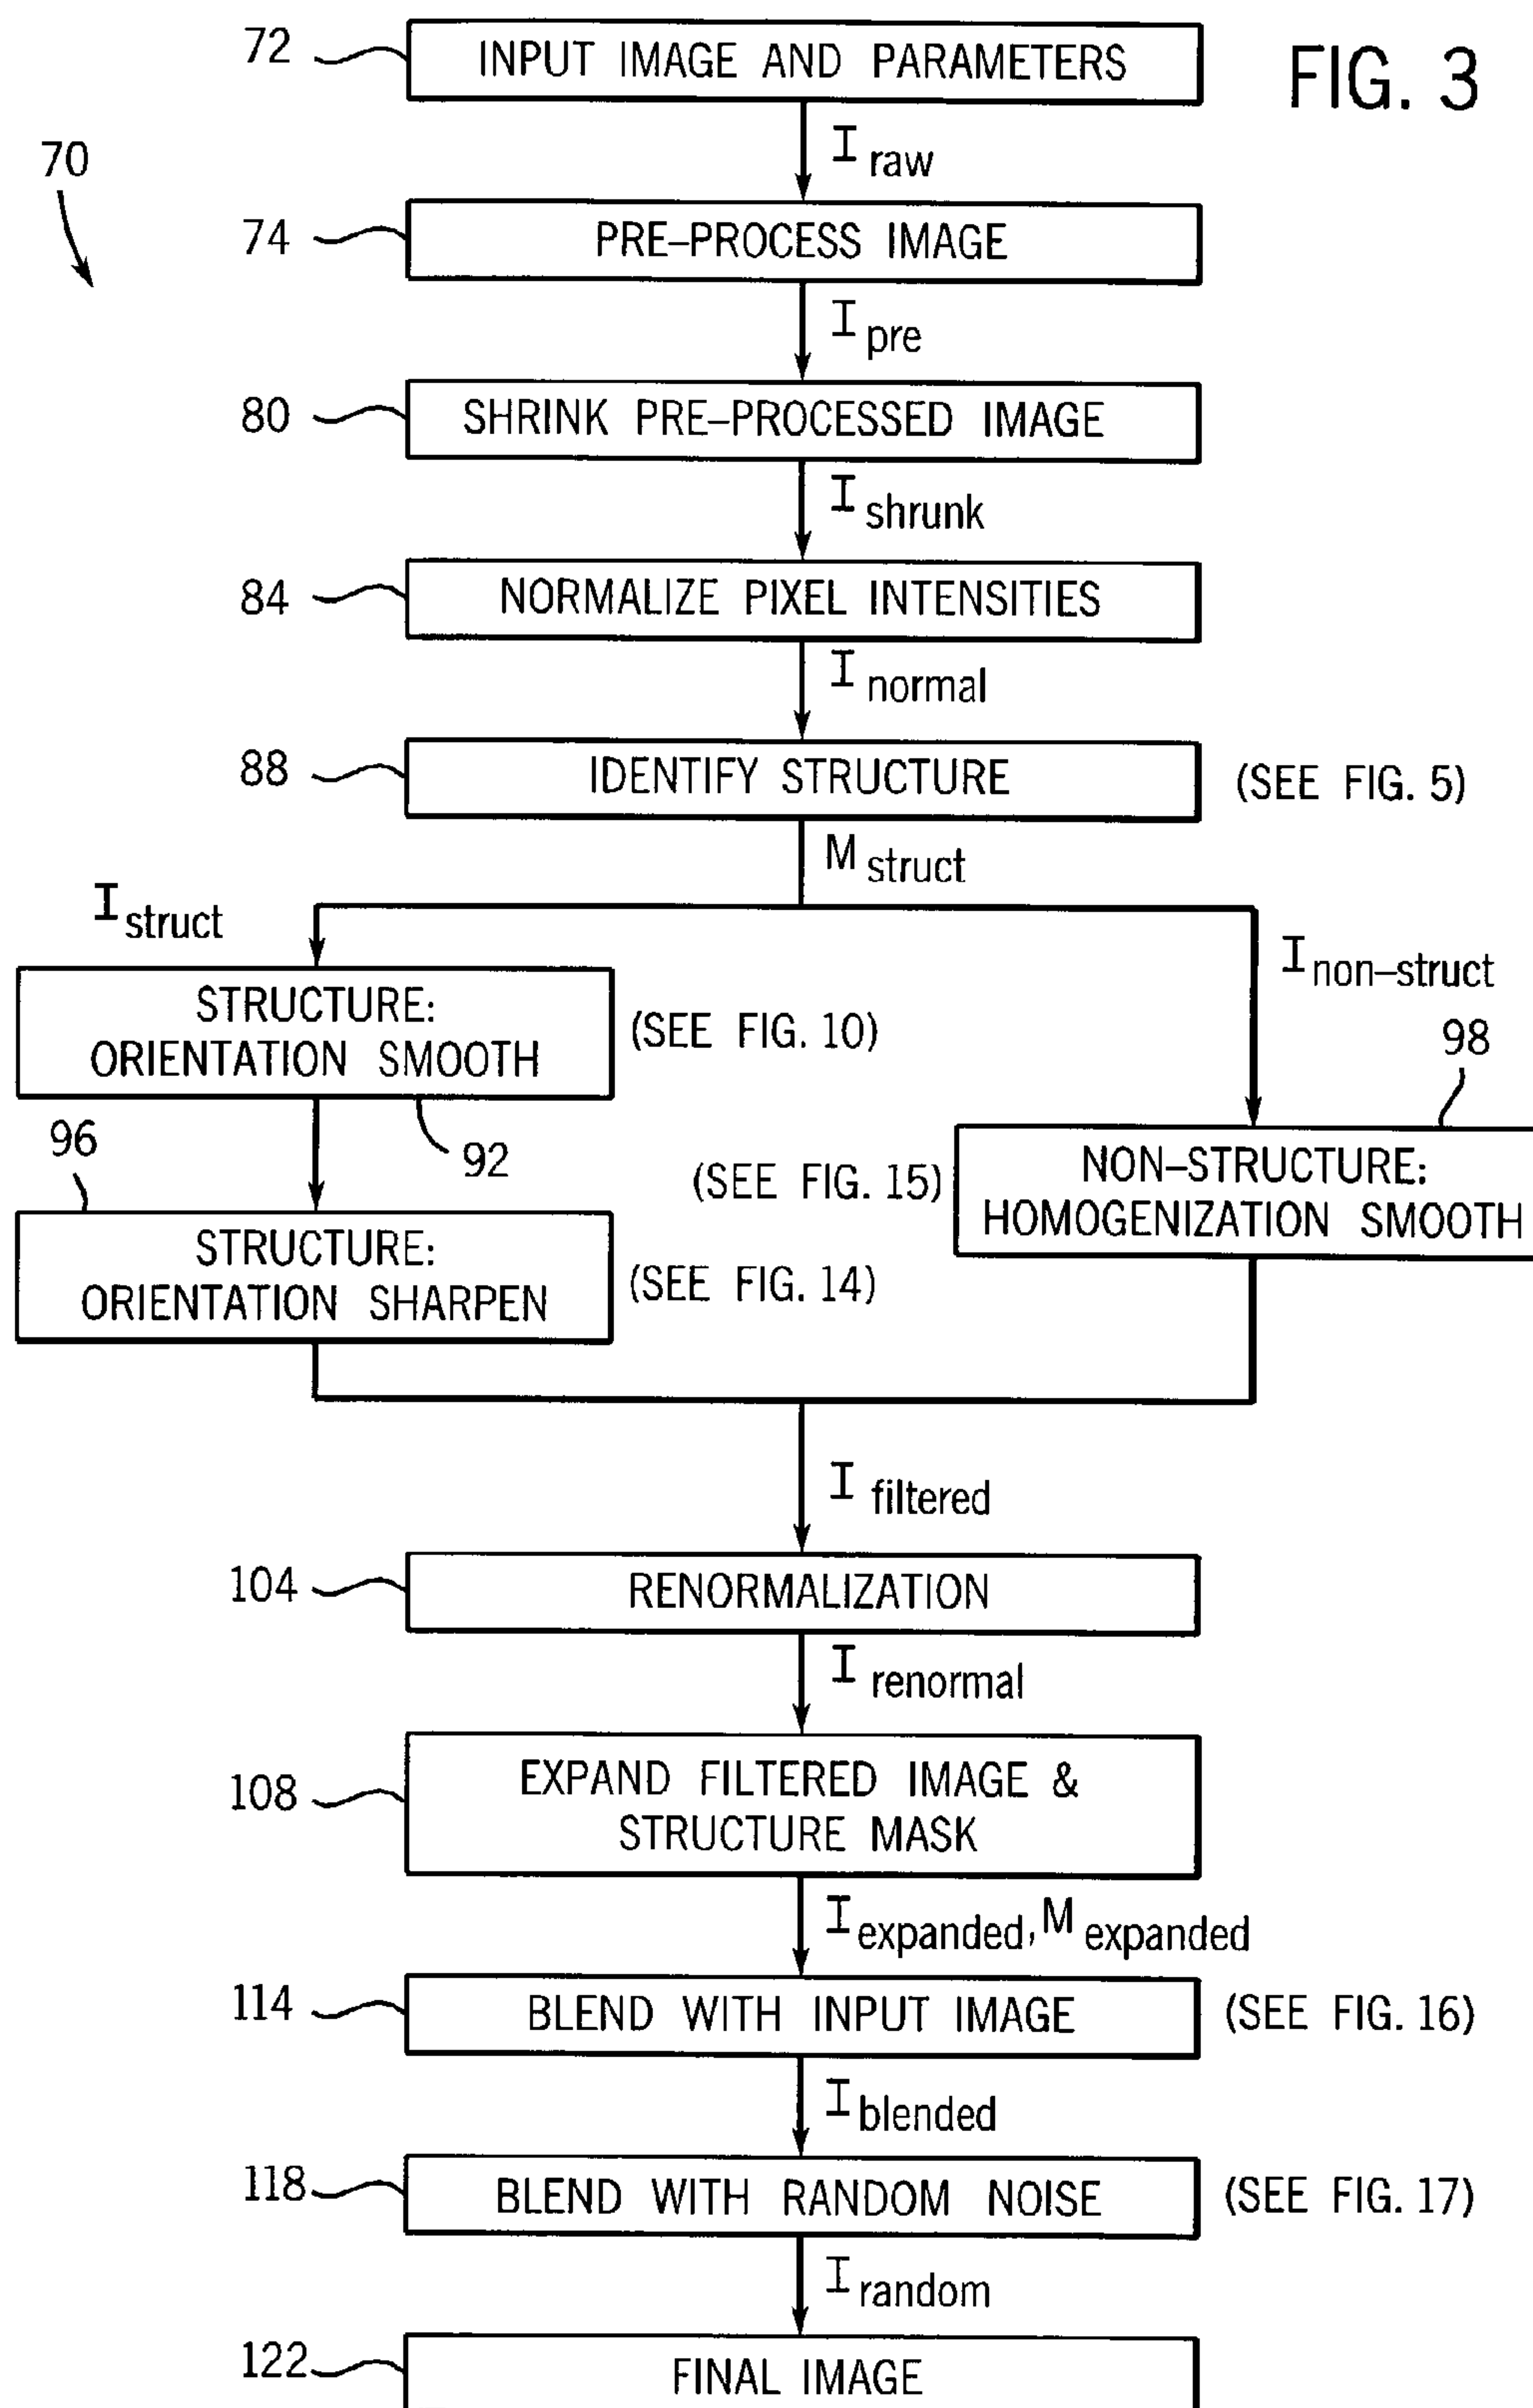 FIG. 3
72
INPUT IMAGE AND PARAMETERS
I raw
70
74
PRE-PROCESS IMAGE
I pre
80
SHRINK PRE-PROCESSED IMAGE
I shrunk
84
NORMALIZE PIXEL INTENSITIES
I normal
88
IDENTIFY STRUCTURE
(SEE FIG. 5)
M struct
I struct
I non-struct
STRUCTURE:
ORIENTATION SMOOTH
(SEE FIG. 10)
92
98
96
(SEE FIG. 15)
NON-STRUCTURE:
HOMOGENIZATION SMOOTH
STRUCTURE:
ORIENTATION SHARPEN
(SEE FIG. 14)
I filtered
104
RENORMALIZATION
I renormal
108
EXPAND FILTERED IMAGE &
STRUCTURE MASK
I expanded, M expanded
114
BLEND WITH INPUT IMAGE
(SEE FIG. 16)
I blended
118
BLEND WITH RANDOM NOISE
(SEE FIG. 17)
I random
122
FINAL IMAGE